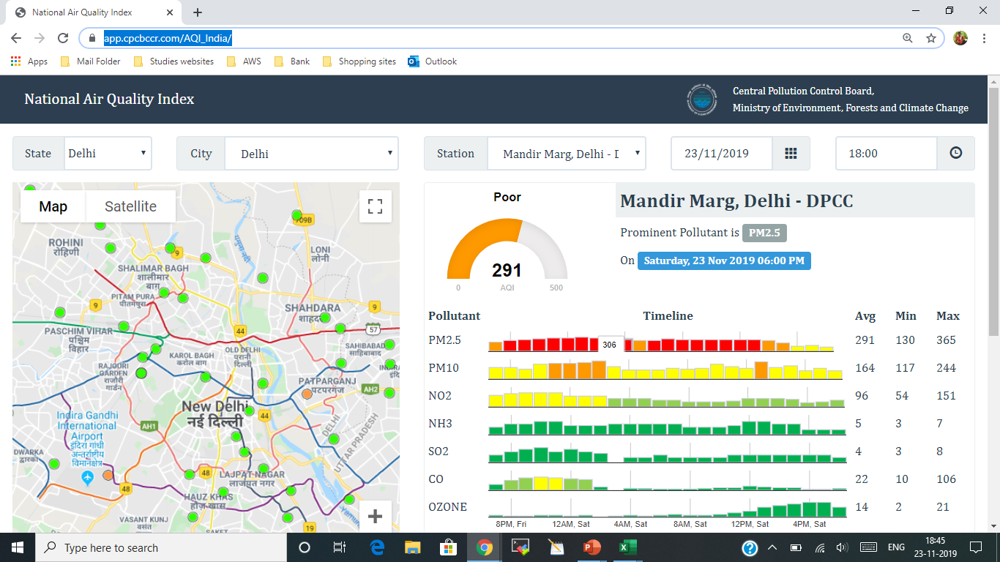 National Air Quality Index
app.cpcbccr.com/AQI_India/
Apps Mail Folder Studies websites AWS Bank Shopping sites Outlook
National Air Quality Index
Central Pollution Control Board,
Ministry of Environment, Forests and Climate Change
State Delhi City Delhi Station Mandir Marg, Delhi - D 23/11/2019 18:00
Map Satellite
709B
ROHINI
रोहिणी
LONI
लोनी
यमुना नदी
9
SHALIMAR BAGH
शालीमार
बाग़
PITAM PURA
पीतमपुरा
9
SHAHDARA
शाहदरा
9
44
57
PASCHIM VIHAR
पश्चिम
विहार
KAROL BAGH
करोल बाग
OLD DELHI
पुरानी
दिल्ली
SAHIBABAD
साहिबाबाद
RAJOURI
GARDEN
राजौरी
गार्डन
PATPARGANJ
पटपरगंज
AH2
New Delhi
नई दिल्ली
44
Indira Gandhi
International
Airport
इंदिरा गांधी
अन्तर्राष्ट्रीय
विमानक्षेत्र
AH1
DELHI
UTTAR PRADESH
DWARKA
द्वारका
48
LAJPAT NAGAR
लाजपत नगर
48
HAUZ KHAS
हौज़ खास
VASANT KUNJ
वसंत कुंज
SAKET
19
Yamuna
Poor
291
0 AQI 500
Mandir Marg, Delhi - DPCC
Prominent Pollutant is PM2.5
On Saturday, 23 Nov 2019 06:00 PM
Pollutant Timeline Avg Min Max
PM2.5 306 291 130 365
PM10 164 117 244
NO2 96 54 151
NH3 5 3 7
SO2 4 3 8
CO 22 10 106
OZONE 14 2 21
8PM, Fri 12AM, Sat 4AM, Sat 8AM, Sat 12PM, Sat 4PM, Sat
Type here to search
ENG
18:45
23-11-2019